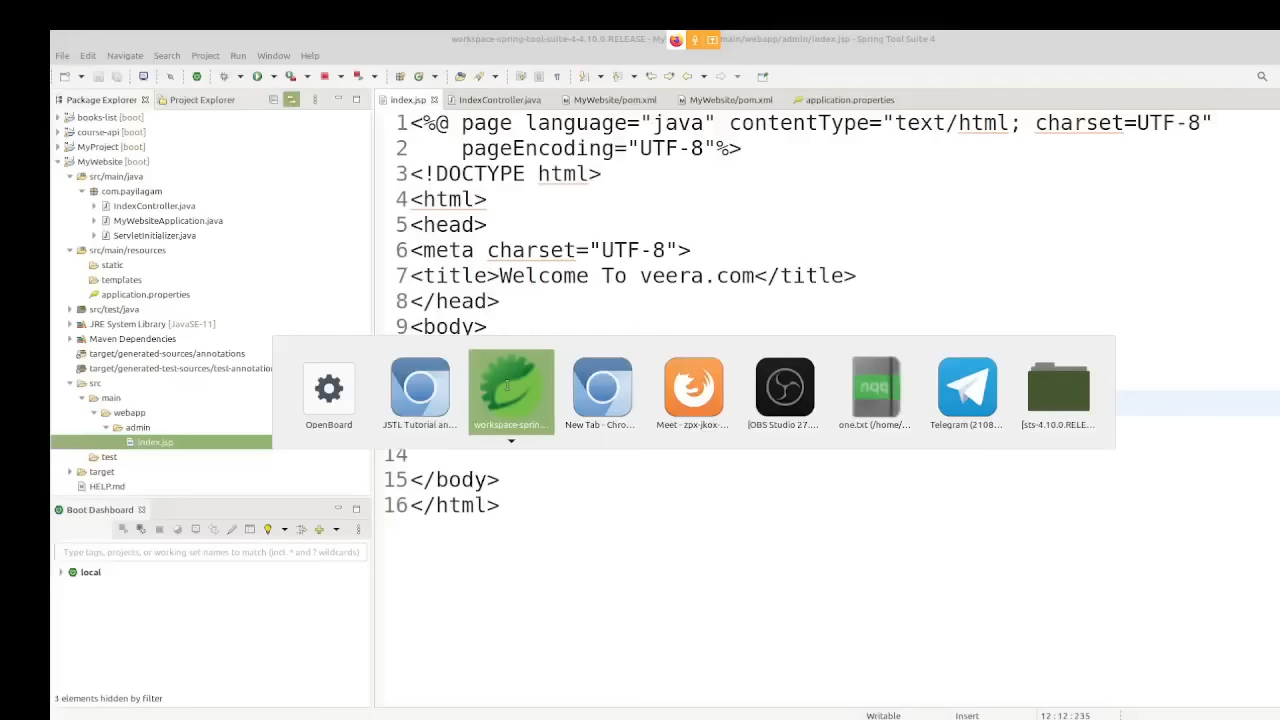 workspace-spring-tool-suite-4-4.10.0.RELEASE - My
main/webapp/admin/index.jsp - Spring Tool Suite 4
File Edit Navigate Search Project Run Window Help
Package Explorer
Project Explorer
index.jsp
IndexController.java
MyWebsite/pom.xml
MyWebsite/pom.xml
application.properties
books-list [boot]
course-api [boot]
MyProject [boot]
MyWebsite [boot]
src/main/java
com.payilagam
IndexController.java
MyWebsiteApplication.java
ServletInitializer.java
src/main/resources
static
templates
application.properties
src/test/java
JRE System Library [JavaSE-11]
Maven Dependencies
target/generated-sources/annotations
target/generated-test-sources/test-annotation
src
main
webapp
admin
index.jsp
test
target
HELP.md
1 <%@ page language="java" contentType="text/html; charset=UTF-8"
2 pageEncoding="UTF-8"%>
3 <!DOCTYPE html>
4 <html>
5 <head>
6 <meta charset="UTF-8">
7 <title>Welcome To veera.com</title>
8 </head>
9 <body>
14
15 </body>
16 </html>
OpenBoard
JSTL Tutorial an...
workspace-sprin...
New Tab - Chro...
Meet - zpx-jkox-...
[OBS Studio 27....
one.txt (/home/...
Telegram (2108...
[sts-4.10.0.RELE...
Boot Dashboard
Type tags, projects, or working set names to match (incl. * and ? wildcards)
local
3 elements hidden by filter
Writable
Insert
12:12:235